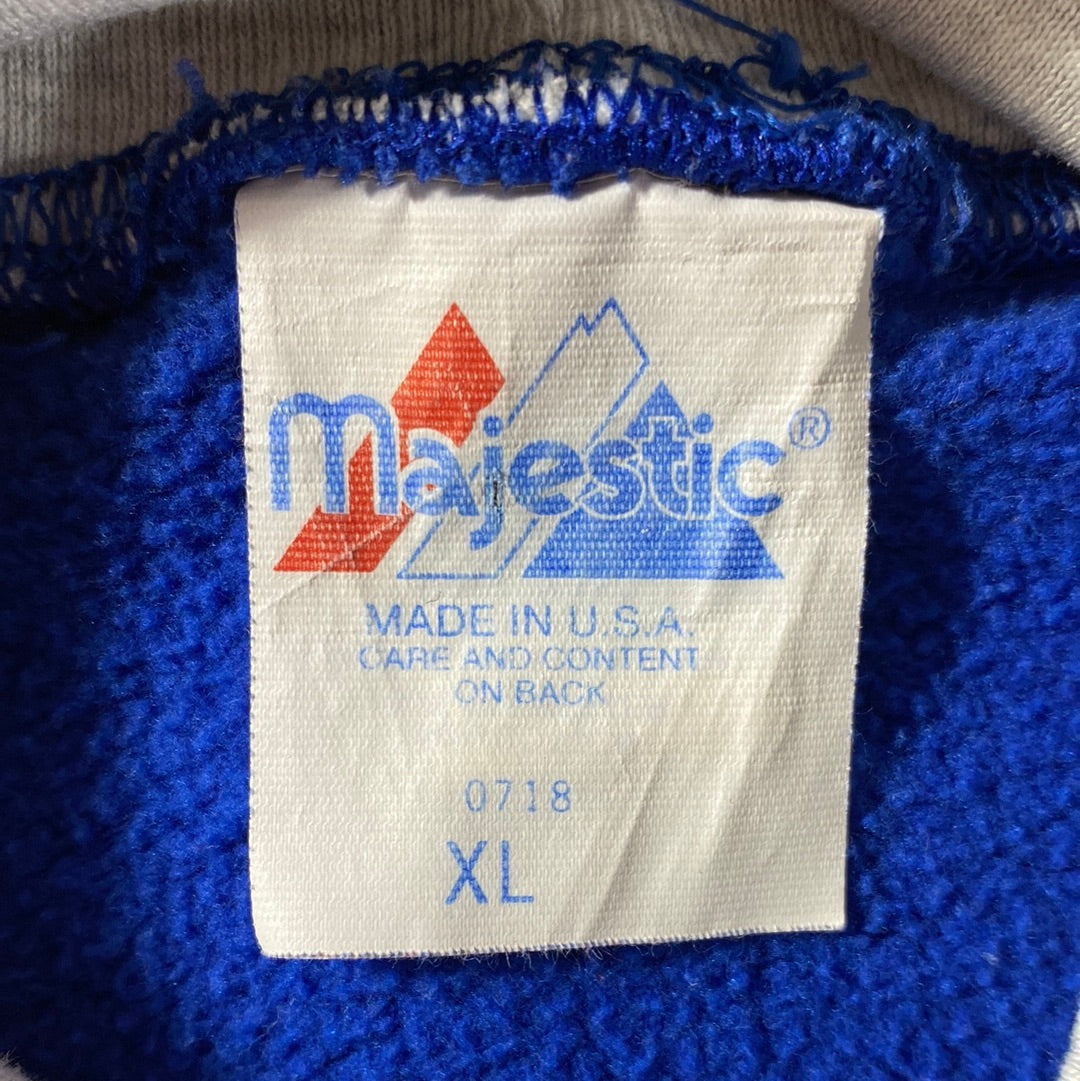 Majestic®
MADE IN U.S.A.
CARE AND CONTENT
ON BACK
0718
XL